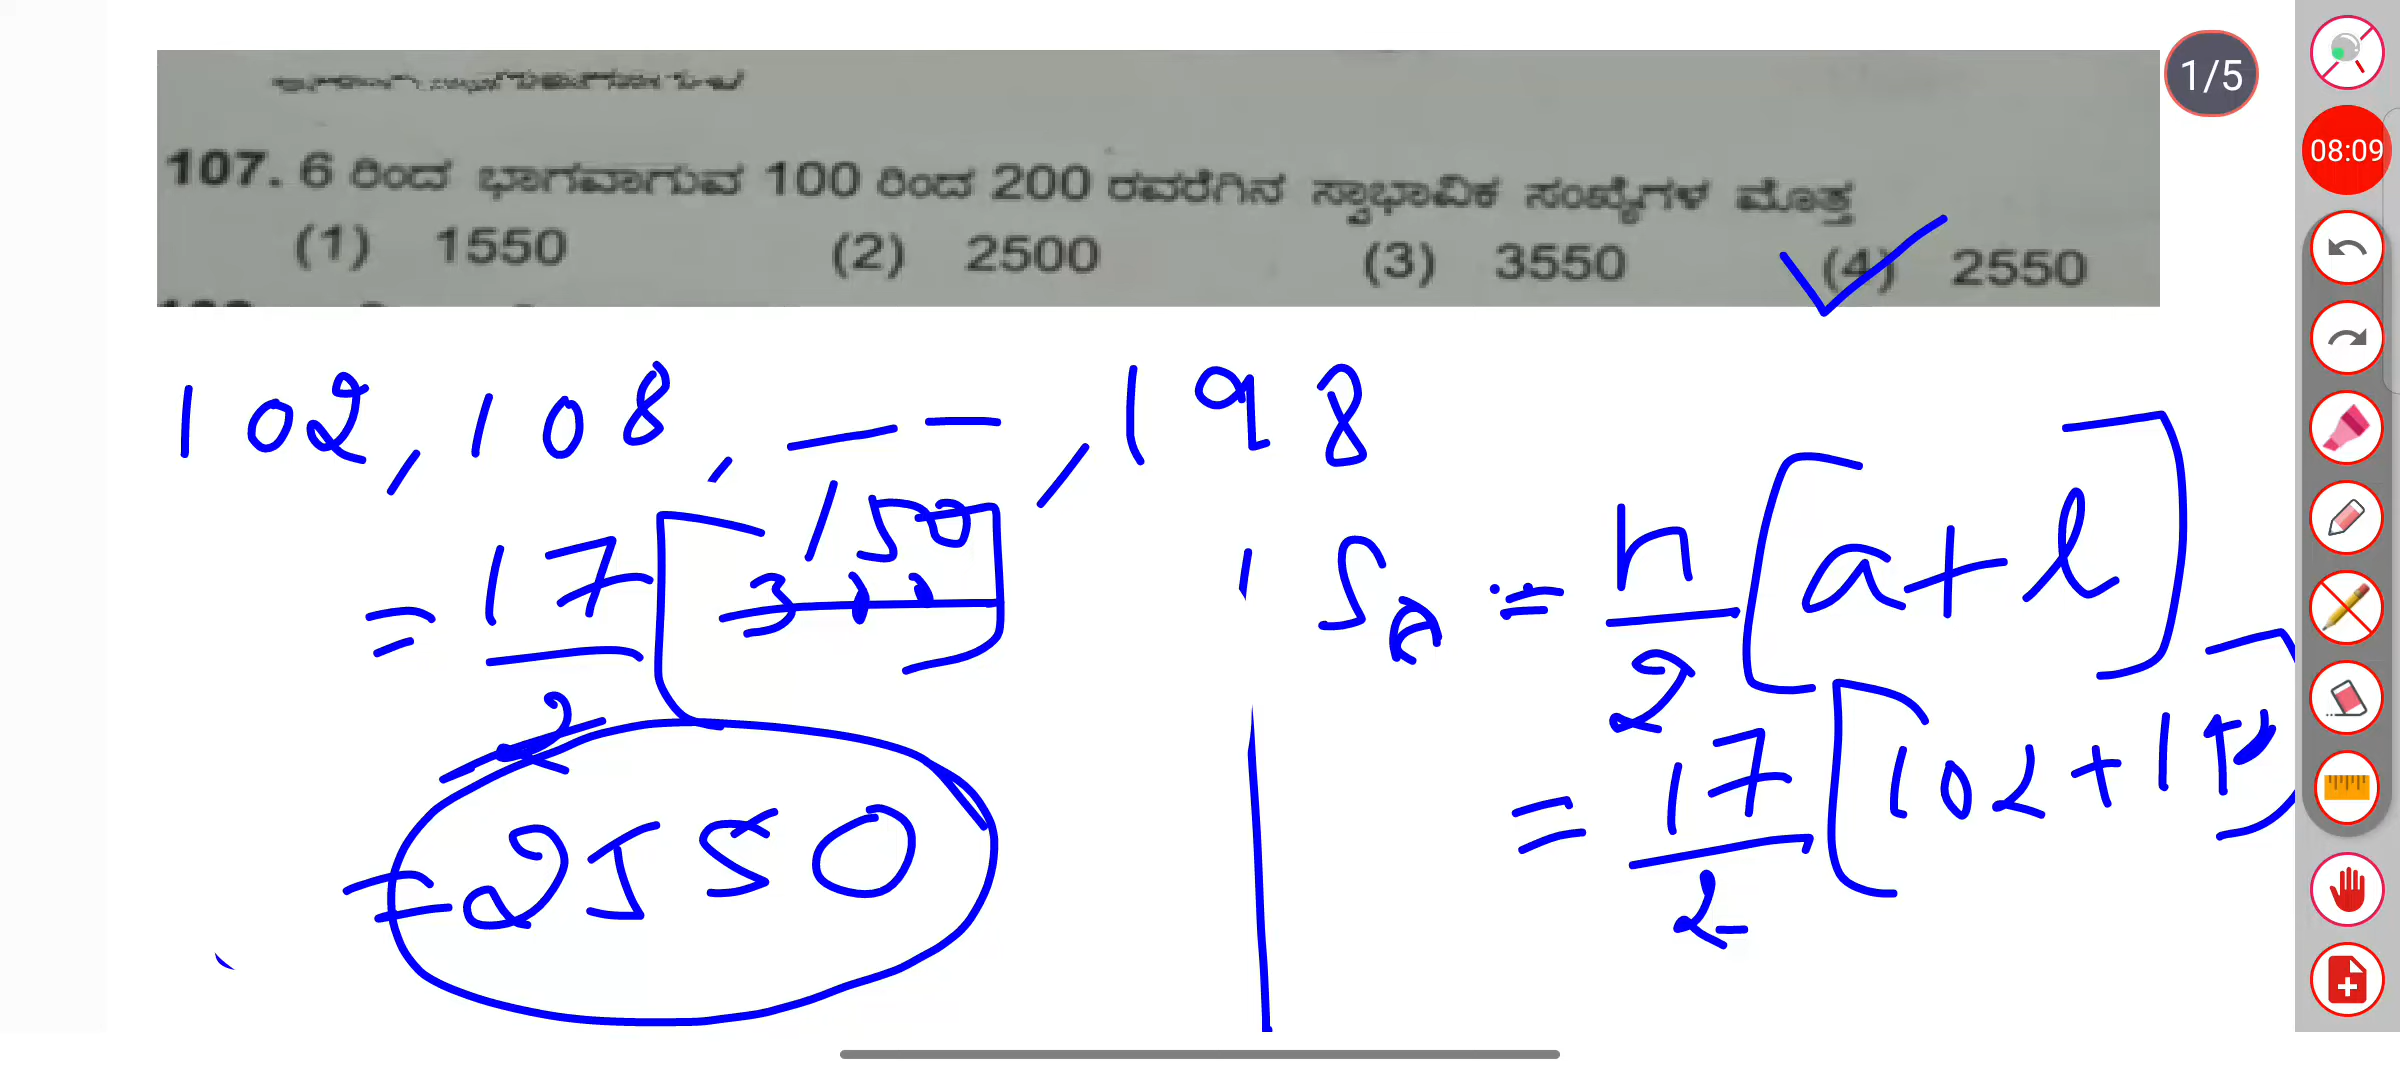 1/5
08:09
107. 6 ರಿಂದ ಭಾಗವಾಗುವ 100 ರಿಂದ 200 ರವರೆಗಿನ ಸ್ವಾಭಾವಿಕ ಸಂಖ್ಯೆಗಳ ಮೊತ್ತ
(1) 1550 (2) 2500 (3) 3550 (4) 2550
102, 108, — —, 198
Sn = n/2 [a+l]
= 17/2 [102+198]
= 17/2 [300] 150
= 2550